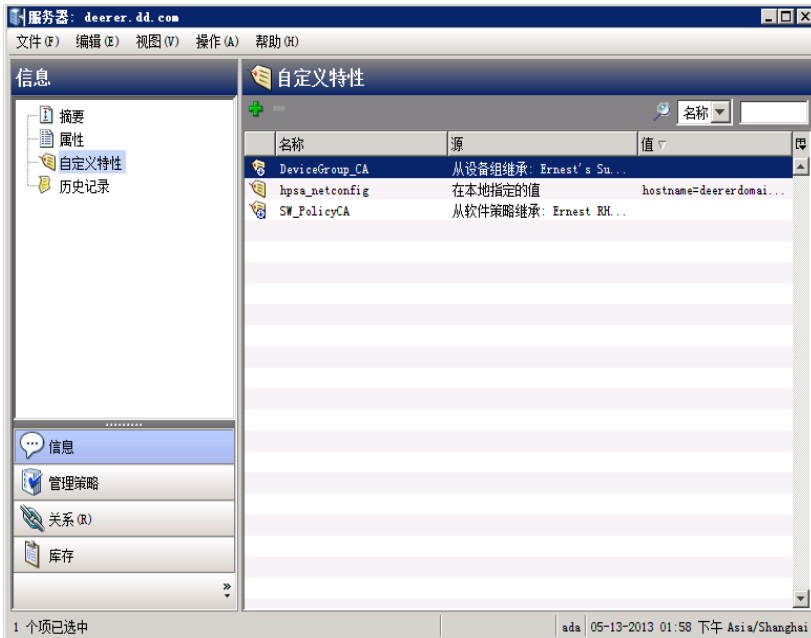 服务器: deerer.dd.com
文件(F) 编辑(E) 视图(V) 操作(A) 帮助(H)
信息
摘要
属性
自定义特性
历史记录
信息
管理策略
关系(R)
库存
自定义特性
名称
名称 源 值
DeviceGroup_CA 从设备组继承: Ernest's Su...
hpsa_netconfig 在本地指定的值 hostname=deererdomai...
SW_PolicyCA 从软件策略继承: Ernest RH...
1 个项已选中 ada 05-13-2013 01:58 下午 Asia/Shanghai